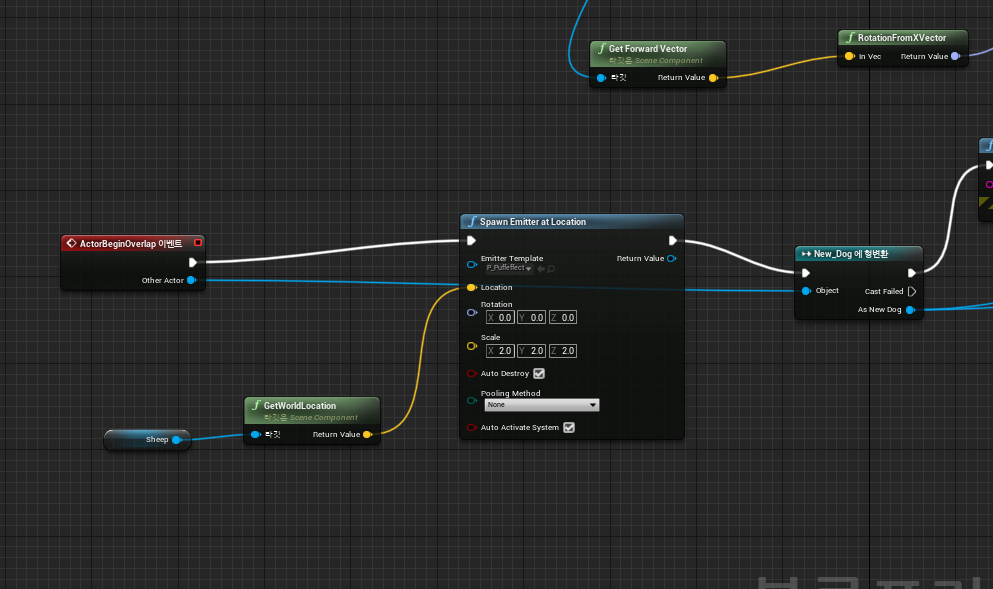 Get Forward Vector
타깃은 Scene Component
타깃
Return Value
RotationFromXVector
In Vec
Return Value
ActorBeginOverlap 이벤트
Other Actor
Spawn Emitter at Location
Emitter Template
P_Puffeffect
Return Value
Location
Rotation
X 0.0 Y 0.0 Z 0.0
Scale
X 2.0 Y 2.0 Z 2.0
Auto Destroy
Pooling Method
None
Auto Activate System
New_Dog 에 형변환
Object
Cast Failed
As New Dog
GetWorldLocation
타깃은 Scene Component
타깃
Return Value
Sheep